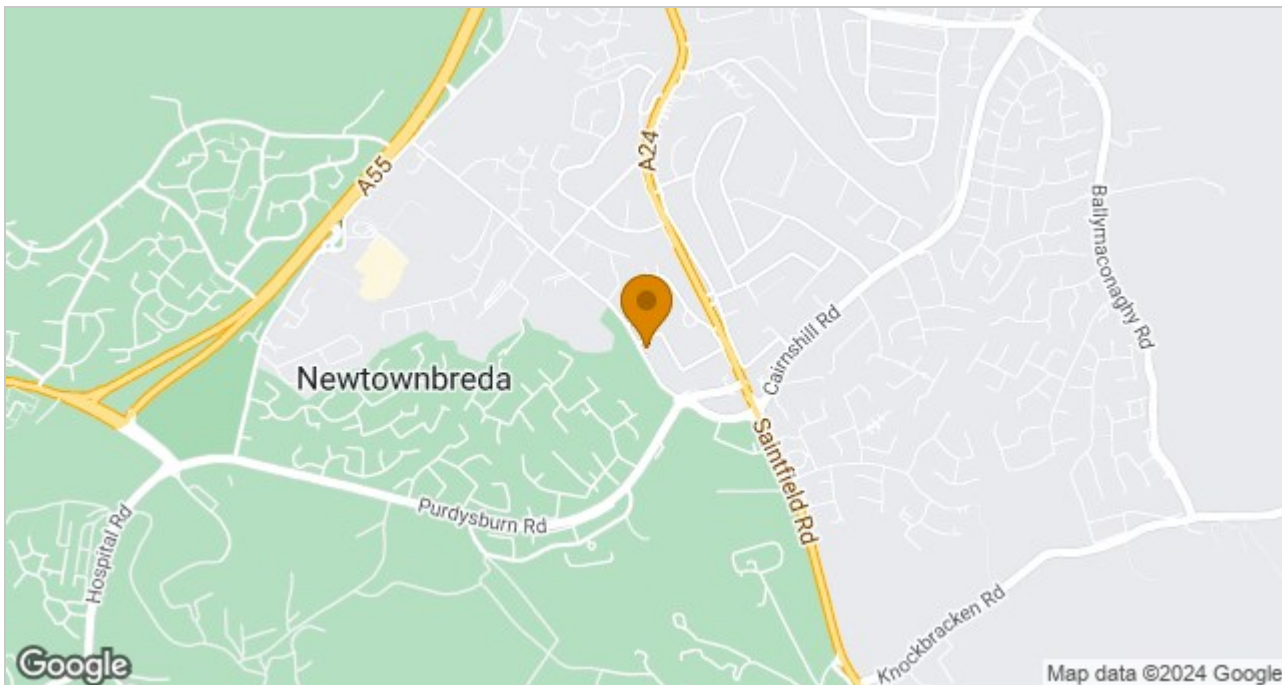 A55
A24
Ballymaconaghy Rd
Cairnshill Rd
Newtownbreda
Saintfield Rd
Purdysburn Rd
Hospital Rd
Knockbracken Rd
Google
Map data ©2024 Google